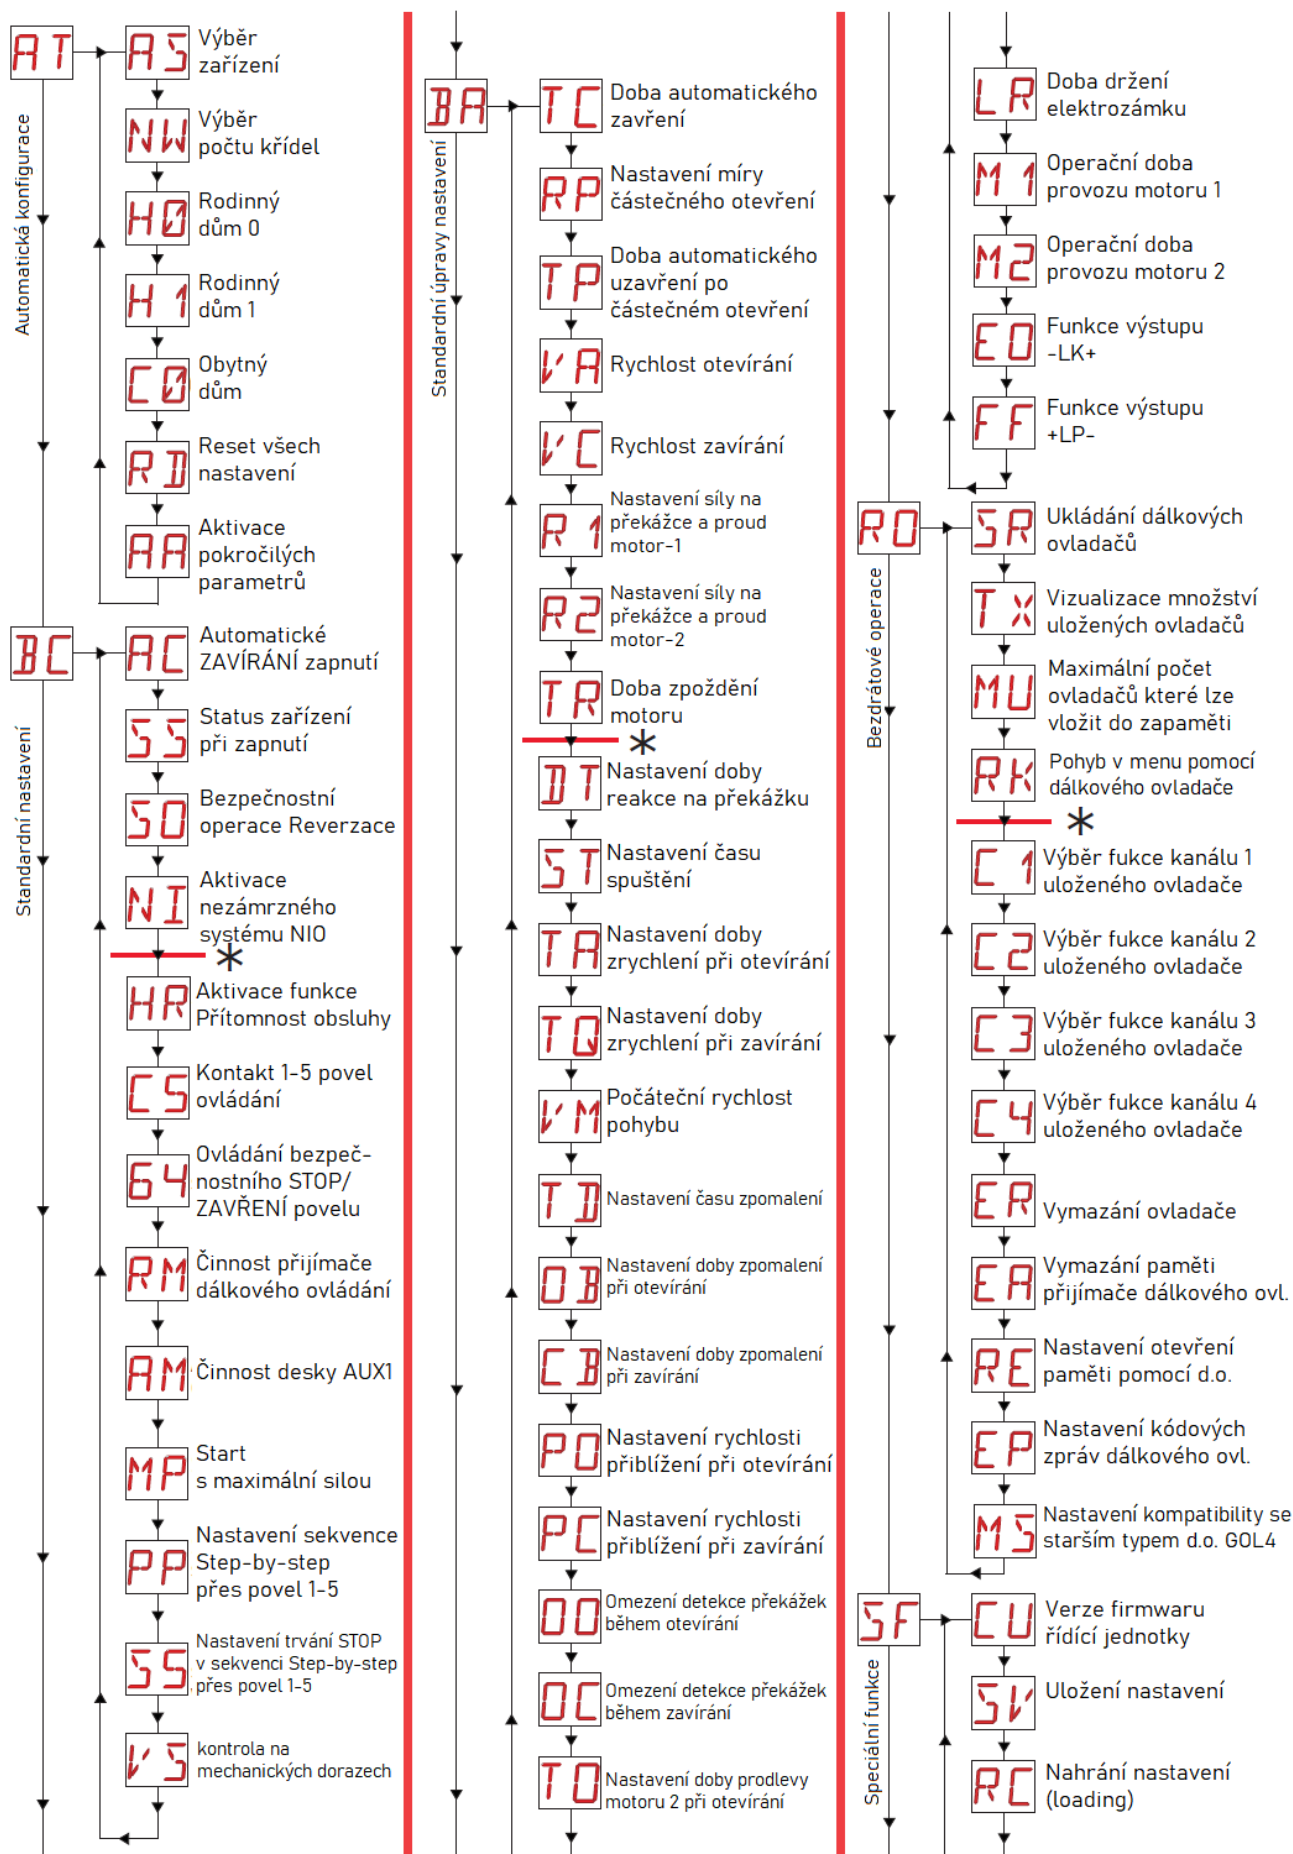 AT
Automatická konfigurace
AS
Výběr
zařízení
NW
Výběr
počtu křídel
H0
Rodinný
dům 0
H1
Rodinný
dům 1
C0
Obytný
dům
RD
Reset všech
nastavení
AA
Aktivace
pokročilých
parametrů
BC
Standardní nastavení
AC
Automatické
ZAVÍRÁNÍ zapnutí
SS
Status zařízení
při zapnutí
SO
Bezpečnostní
operace Reverzace
NI
Aktivace
nezámrzného
systému NIO
*
HR
Aktivace funkce
Přítomnost obsluhy
C5
Kontakt 1-5 povel
ovládání
64
Ovládání bezpeč-
nostního STOP/
ZAVŘENÍ povelu
RM
Činnost přijímače
dálkového ovládání
AM
Činnost desky AUX1
MP
Start
s maximální silou
PP
Nastavení sekvence
Step-by-step
přes povel 1-5
S5
Nastavení trvání STOP
v sekvenci Step-by-step
přes povel 1-5
VS
kontrola na
mechanických dorazech
BA
Standardní úpravy nastavení
TC
Doba automatického
zavření
RP
Nastavení míry
částečného otevření
TP
Doba automatického
uzavření po
částečném otevření
VA
Rychlost otevírání
VC
Rychlost zavírání
R1
Nastavení síly na
překážce a proud
motor-1
R2
Nastavení síly na
překážce a proud
motor-2
TR
Doba zpoždění
motoru
*
DT
Nastavení doby
reakce na překážku
ST
Nastavení času
spuštění
TA
Nastavení doby
zrychlení při otevírání
TQ
Nastavení doby
zrychlení při zavírání
VM
Počáteční rychlost
pohybu
TD
Nastavení času zpomalení
OB
Nastavení doby zpomalení
při otevírání
CB
Nastavení doby zpomalení
při zavírání
PO
Nastavení rychlosti
přiblížení při otevírání
PC
Nastavení rychlosti
přiblížení při zavírání
OO
Omezení detekce překážek
během otevírání
OC
Omezení detekce překážek
během zavírání
TO
Nastavení doby prodlevy
motoru 2 při otevírání
LR
Doba držení
elektrozámku
M1
Operační doba
provozu motoru 1
M2
Operační doba
provozu motoru 2
EO
Funkce výstupu
-LK+
FF
Funkce výstupu
+LP-
RO
Bezdrátové operace
SR
Ukládání dálkových
ovladačů
TX
Vizualizace množství
uložených ovladačů
MU
Maximální počet
ovladačů které lze
vložit do zapaměti
RK
Pohyb v menu pomocí
dálkového ovladače
*
C1
Výběr fukce kanálu 1
uloženého ovladače
C2
Výběr fukce kanálu 2
uloženého ovladače
C3
Výběr fukce kanálu 3
uloženého ovladače
C4
Výběr fukce kanálu 4
uloženého ovladače
ER
Vymazání ovladače
EA
Vymazání paměti
přijímače dálkového ovl.
RE
Nastavení otevření
paměti pomocí d.o.
EP
Nastavení kódových
zpráv dálkového ovl.
MS
Nastavení kompatibility se
starším typem d.o. GOL4
SF
Speciální funkce
CU
Verze firmwaru
řídící jednotky
SV
Uložení nastavení
RC
Nahrání nastavení
(loading)